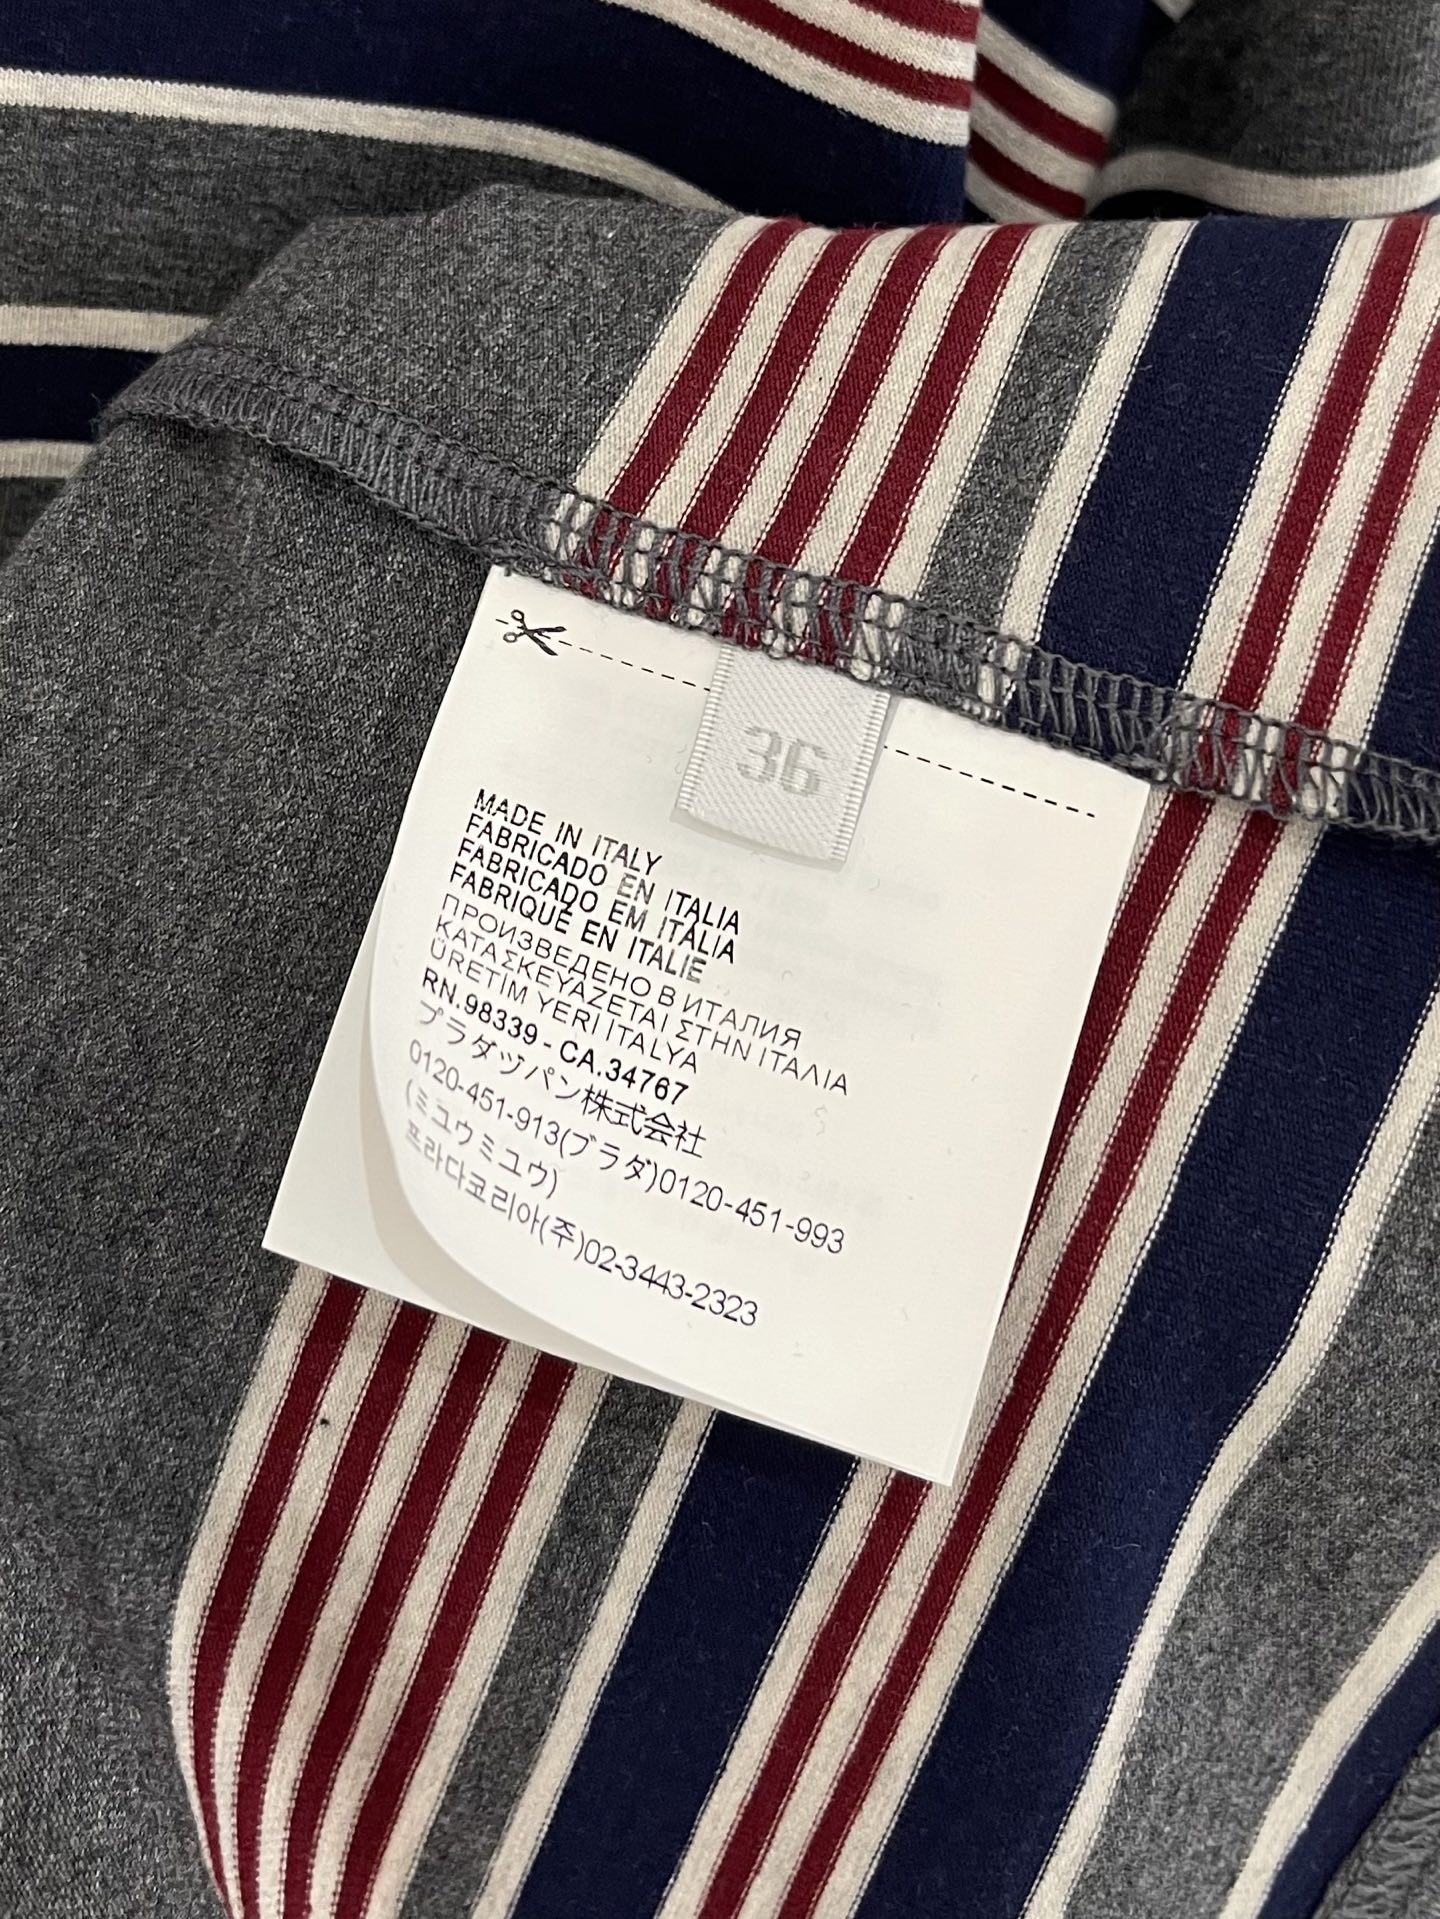 36
MADE IN ITALY
FABRICADO EN ITALIA
FABRICADO EM ITÁLIA
FABRIQUÉ EN ITALIE
ПРОИЗВЕДЕНО В ИТАЛИЯ
ΚΑΤΑΣΚΕΥΑΖΕΤΑΙ ΣΤΗΝ ΙΤΑΛΙΑ
ÜRETIM YERI ITALYA
RN.98339 - CA.34767
プラダジャパン株式会社
0120-451-913(プラダ)0120-451-993
(ミュウミュウ)
프라다코리아(주)02-3443-2323